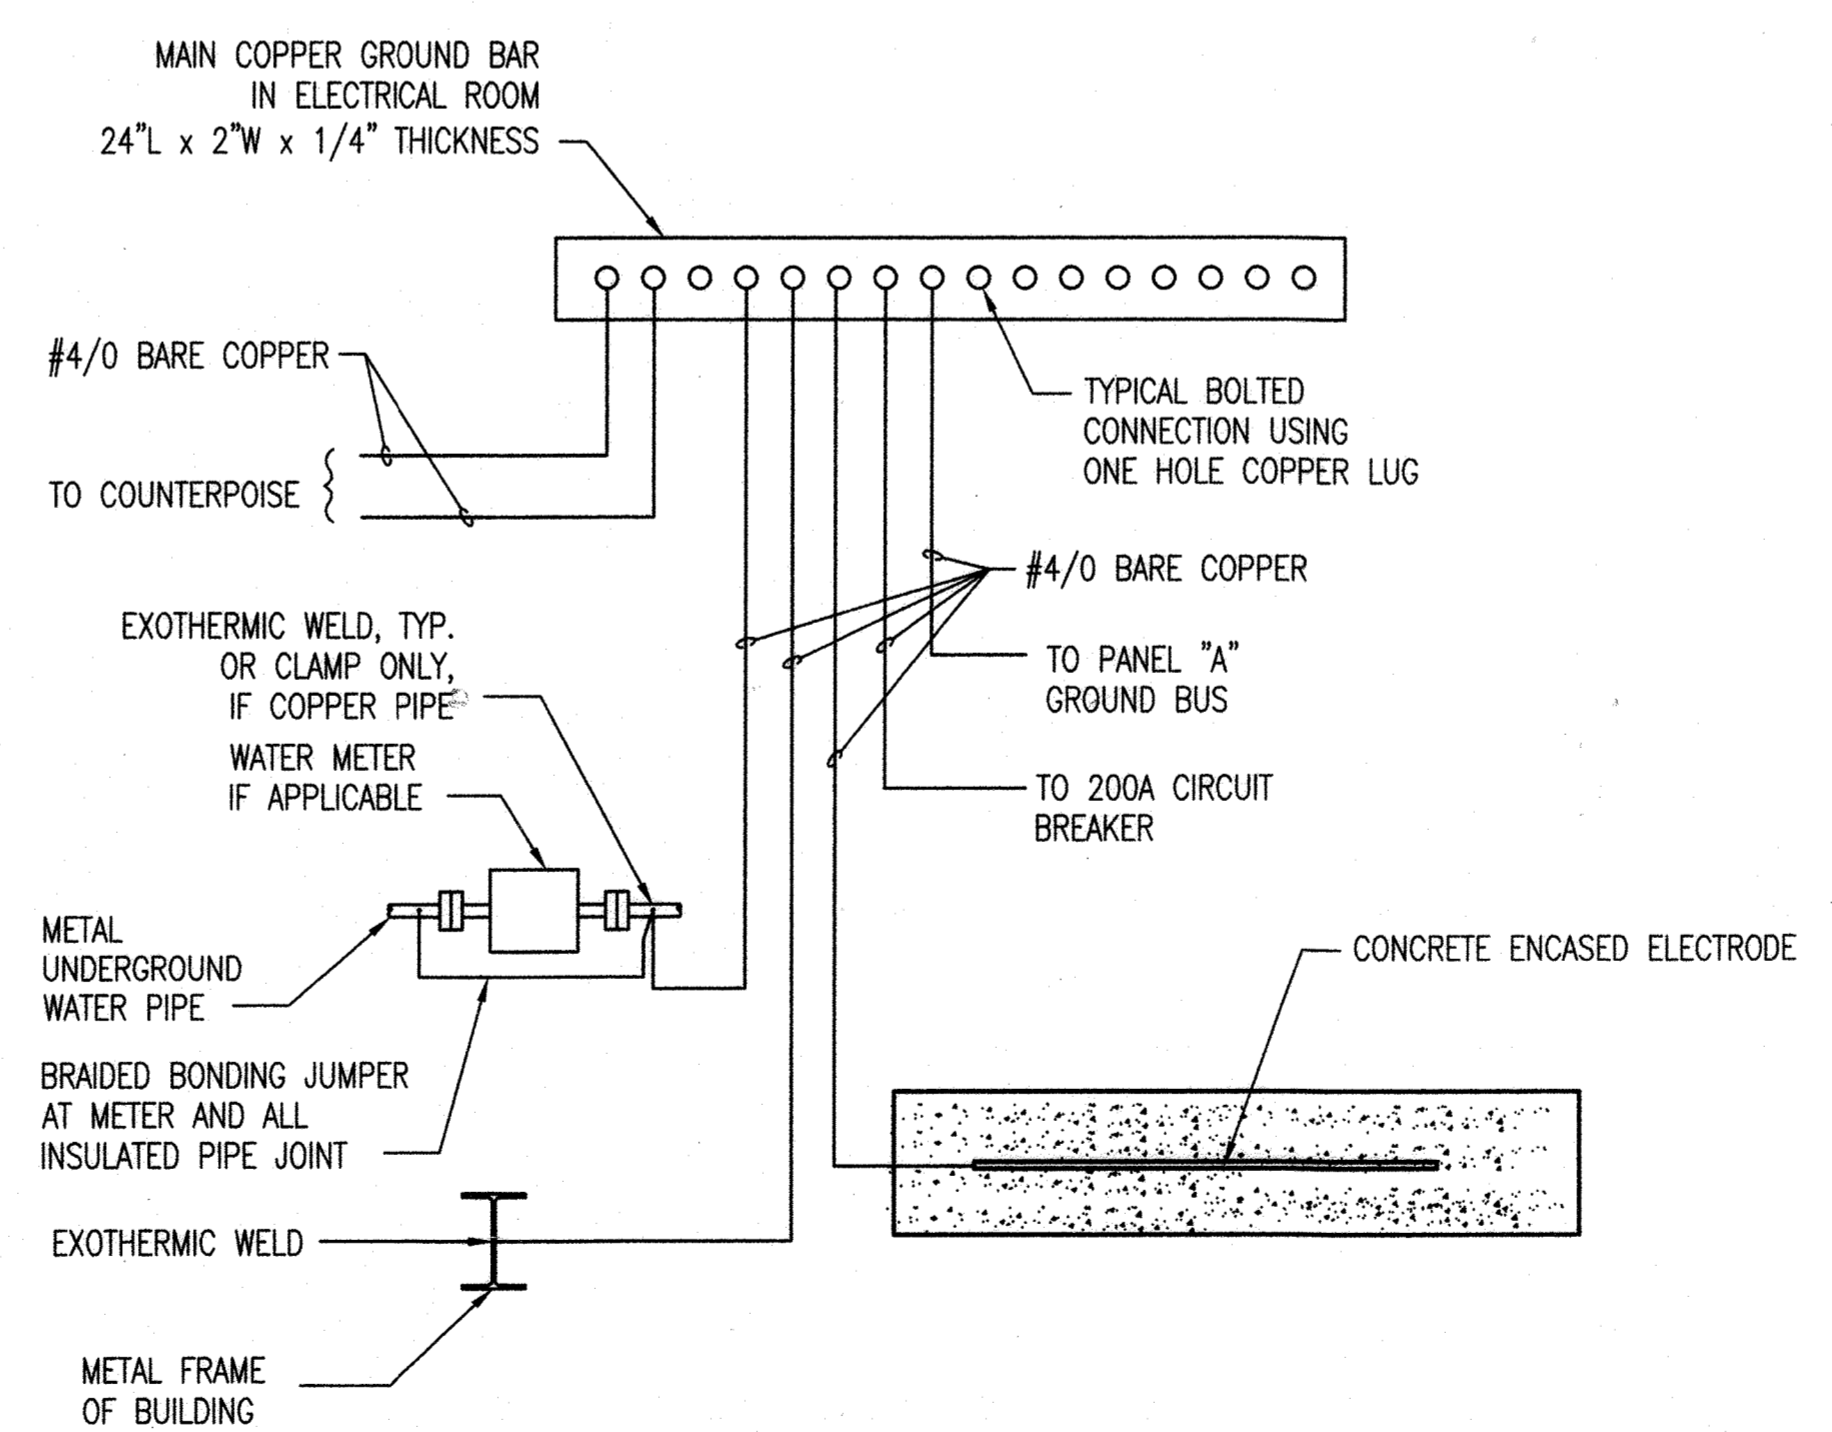 MAIN COPPER GROUND BAR
IN ELECTRICAL ROOM
24"L x 2"W x 1/4" THICKNESS
#4/0 BARE COPPER
TO COUNTERPOISE
TYPICAL BOLTED
CONNECTION USING
ONE HOLE COPPER LUG
#4/0 BARE COPPER
EXOTHERMIC WELD, TYP.
OR CLAMP ONLY,
IF COPPER PIPE
TO PANEL "A"
GROUND BUS
WATER METER
IF APPLICABLE
TO 200A CIRCUIT
BREAKER
METAL
UNDERGROUND
WATER PIPE
CONCRETE ENCASED ELECTRODE
BRAIDED BONDING JUMPER
AT METER AND ALL
INSULATED PIPE JOINT
EXOTHERMIC WELD
METAL FRAME
OF BUILDING